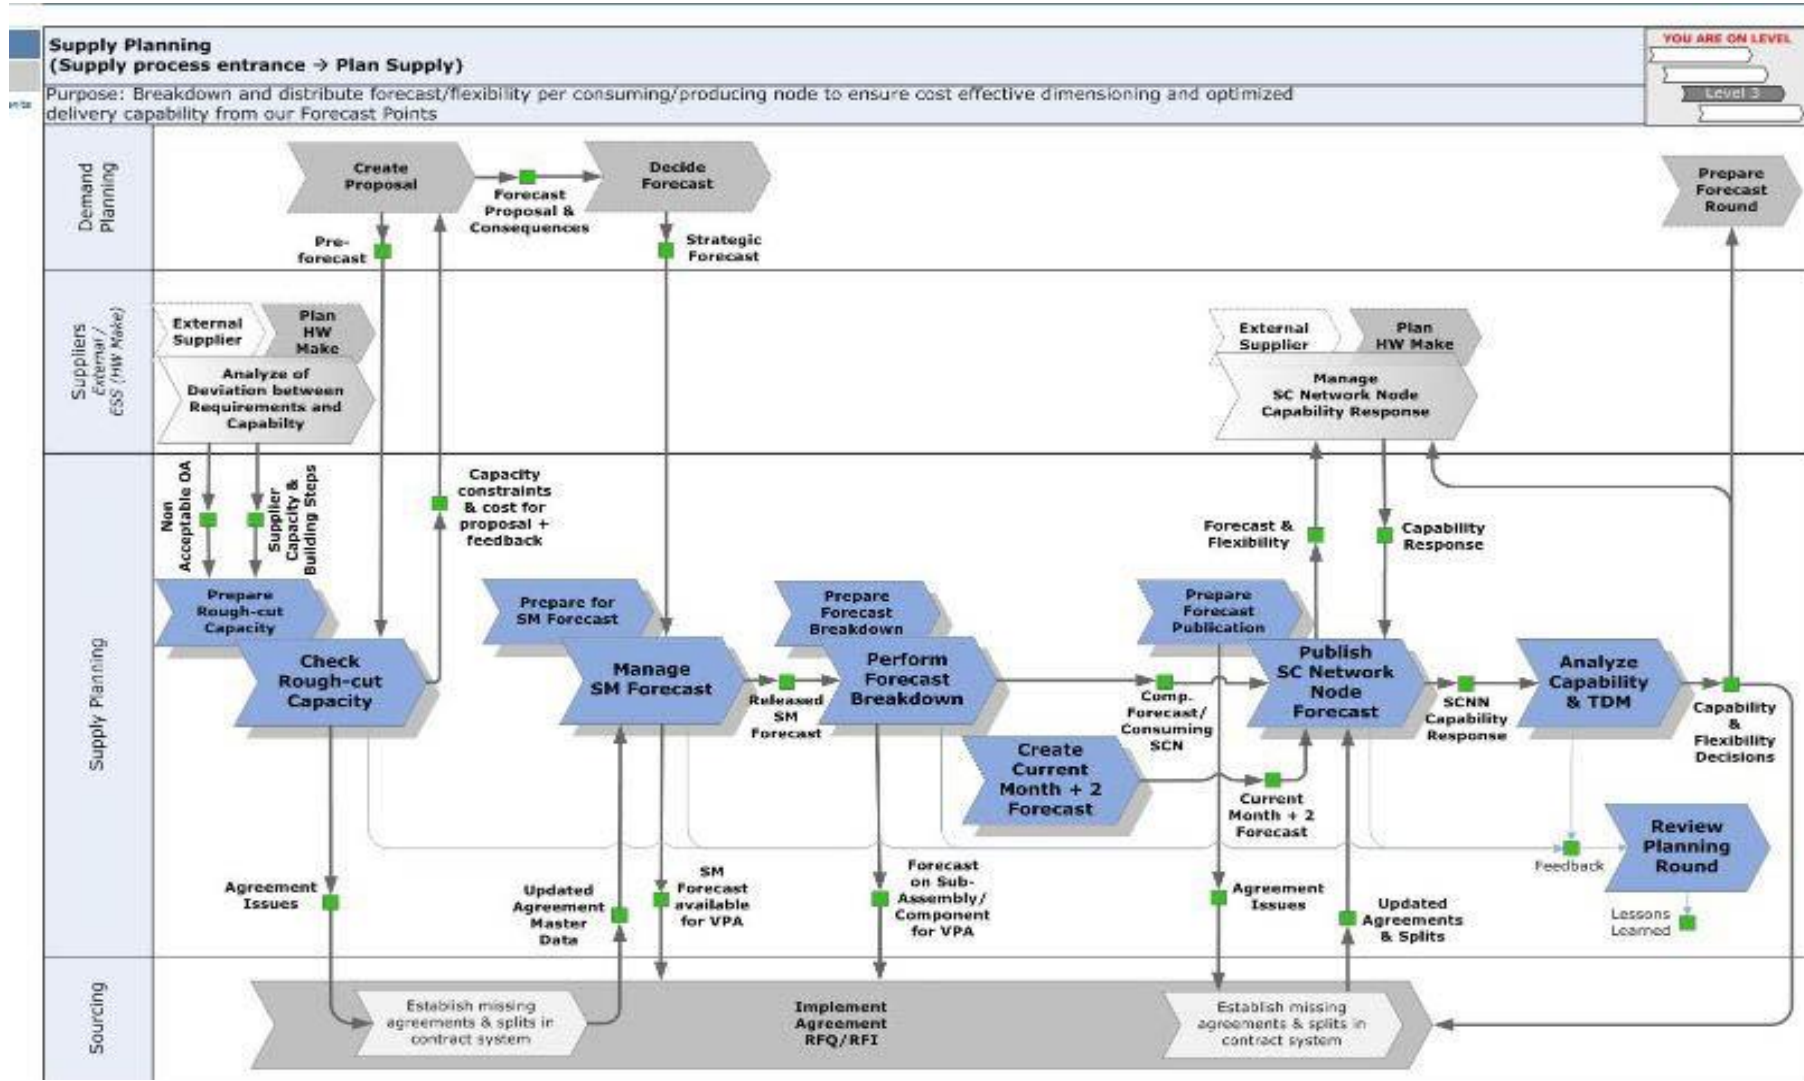 Supply Planning
(Supply process entrance → Plan Supply)
YOU ARE ON LEVEL
Level 3
Purpose: Breakdown and distribute forecast/flexibility per consuming/producing node to ensure cost effective dimensioning and optimized
delivery capability from our Forecast Points
Demand
Planning
Create
Proposal
Forecast
Proposal &
Consequences
Decide
Forecast
Prepare
Forecast
Round
Pre-
forecast
Strategic
Forecast
Suppliers
External /
ESS (HW Make)
External
Supplier
Plan
HW
Make
Analyze of
Deviation between
Requirements and
Capabilty
External
Supplier
Plan
HW Make
Manage
SC Network Node
Capability Response
Supply Planning
Non
Acceptable OA
Supplier
Capacity &
Building Steps
Capacity
constraints
& cost for
proposal +
feedback
Forecast &
Flexibility
Capability
Response
Prepare
Rough-cut
Capacity
Check
Rough-cut
Capacity
Prepare for
SM Forecast
Manage
SM Forecast
Released
SM
Forecast
Prepare
Forecast
Breakdown
Perform
Forecast
Breakdown
Comp.
Forecast/
Consuming
SCN
Prepare
Forecast
Publication
Publish
SC Network
Node
Forecast
SCNN
Capability
Response
Analyze
Capability
& TDM
Capability
&
Flexibility
Decisions
Create
Current
Month + 2
Forecast
Current
Month + 2
Forecast
Feedback
Review
Planning
Round
Lessons
Learned
Agreement
Issues
Updated
Agreement
Master
Data
SM
Forecast
available
for VPA
Forecast
on Sub-
Assembly/
Component
for VPA
Agreement
Issues
Updated
Agreements
& Splits
Sourcing
Establish missing
agreements & splits in
contract system
Implement
Agreement
RFQ/RFI
Establish missing
agreements & splits in
contract system